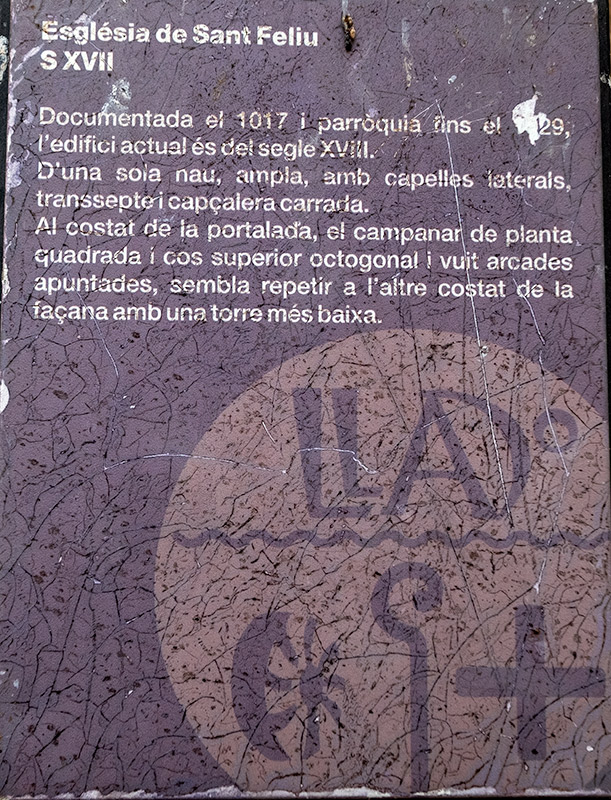 Església de Sant Feliu
S XVII
Documentada el 1017 i parròquia fins el
l'edifici actual és del segle XVIII.
D'una sola nau, ampla, amb capelles laterals,
transsepte i capçalera carrada.
Al costat de la portalada, el campanar de planta
quadrada i cos superior octogonal i vuit arcades
apuntades, sembla repetir a l'altre costat de la
façana amb una torre més baixa.
LLADÓ